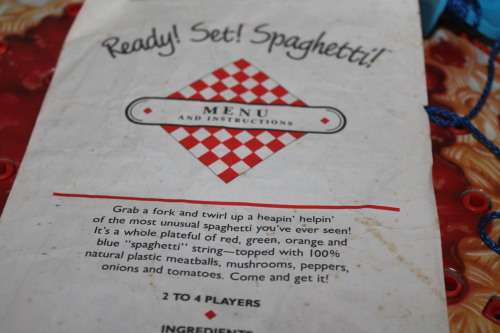 Ready! Set! Spaghetti!
MENU
AND INSTRUCTIONS
Grab a fork and twirl up a heapin' helpin'
of the most unusual spaghetti you've ever seen!
It's a whole plateful of red, green, orange and
blue "spaghetti" string—topped with 100%
natural plastic meatballs, mushrooms, peppers,
onions and tomatoes. Come and get it!
2 TO 4 PLAYERS
INGREDIENTS